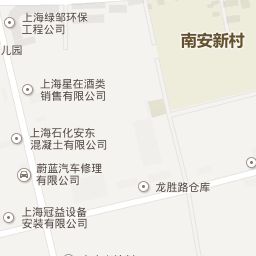 上海绿邹环保
工程公司
南安新村
儿园
上海星在酒类
销售有限公司
上海石化安东
混凝土有限公司
蔚蓝汽车修理
有限公司
龙胜路仓库
上海冠益设备
安装有限公司